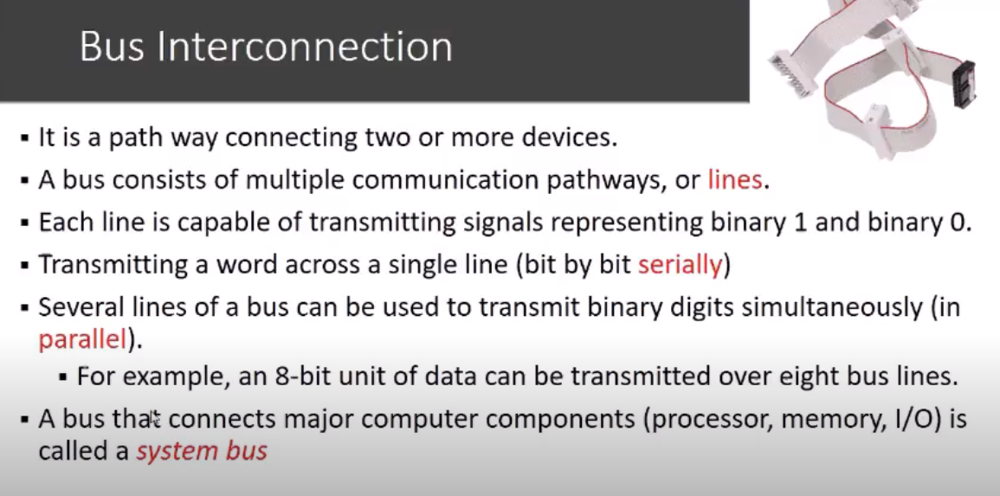 Bus Interconnection
▪ It is a path way connecting two or more devices.
▪ A bus consists of multiple communication pathways, or lines.
▪ Each line is capable of transmitting signals representing binary 1 and binary 0.
▪ Transmitting a word across a single line (bit by bit serially)
▪ Several lines of a bus can be used to transmit binary digits simultaneously (in
parallel).
▪ For example, an 8-bit unit of data can be transmitted over eight bus lines.
▪ A bus that connects major computer components (processor, memory, I/O) is
called a system bus